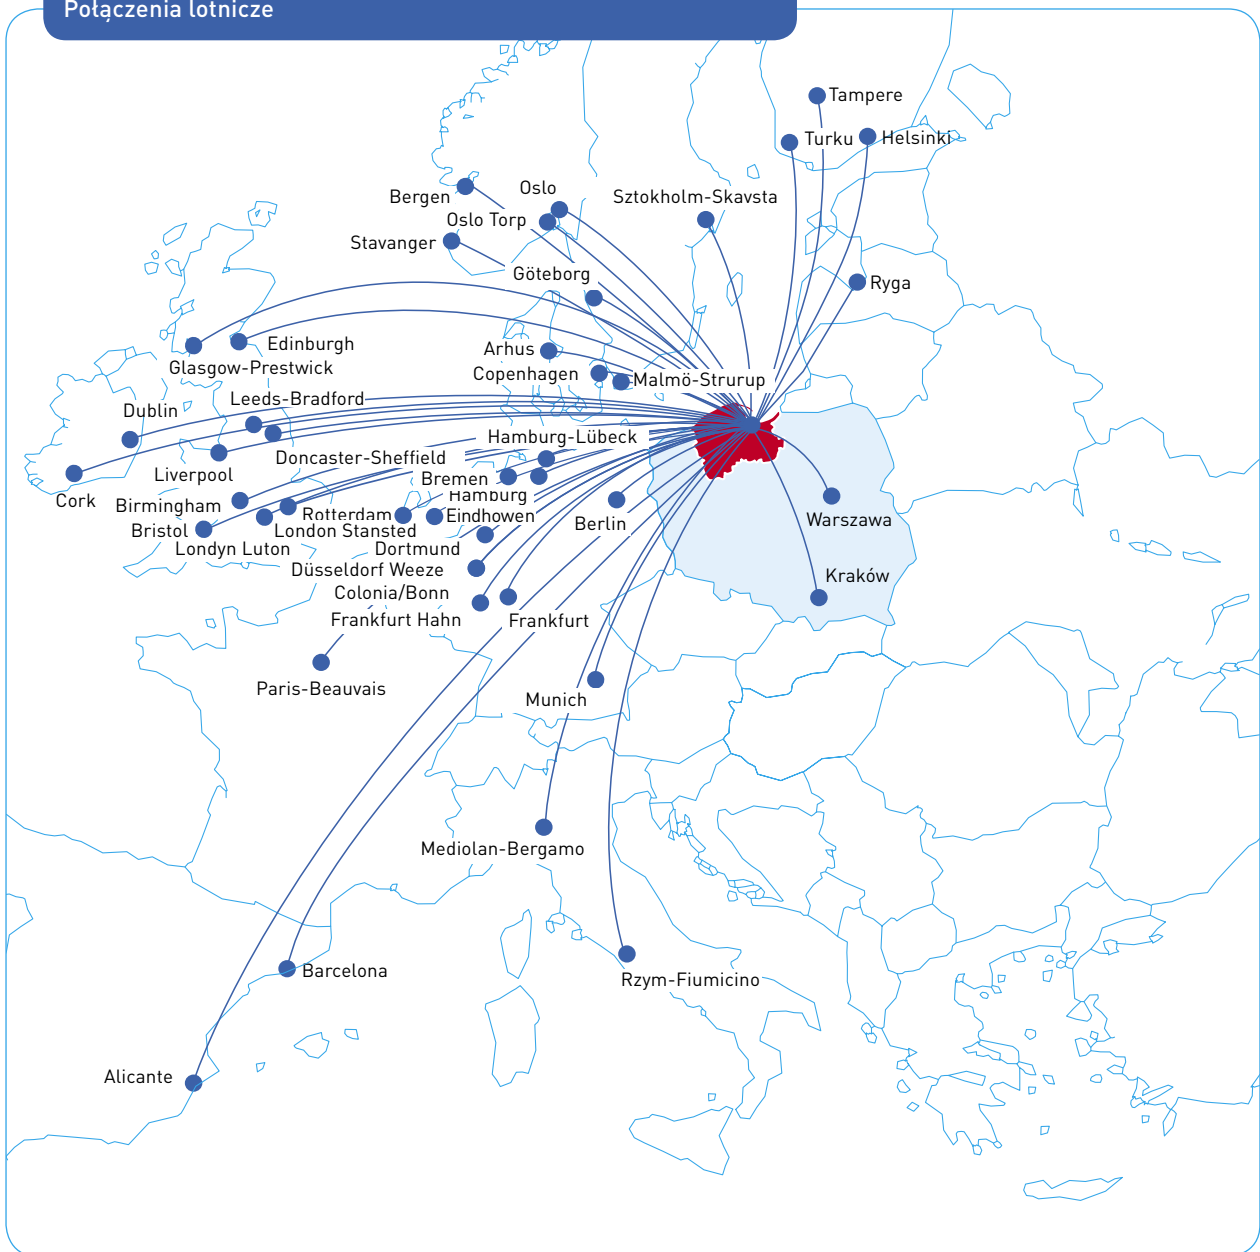 Połączenia lotnicze
Tampere
Turku
Helsinki
Bergen
Oslo
Sztokholm-Skavsta
Oslo Torp
Stavanger
Göteborg
Ryga
Edinburgh
Arhus
Glasgow-Prestwick
Copenhagen
Malmö-Strurup
Leeds-Bradford
Dublin
Hamburg-Lübeck
Doncaster-Sheffield
Liverpool
Bremen
Cork
Hamburg
Birmingham
Rotterdam
Eindhowen
Warszawa
Berlin
Bristol
London Stansted
Londyn Luton
Dortmund
Düsseldorf Weeze
Kraków
Colonia/Bonn
Frankfurt Hahn
Frankfurt
Paris-Beauvais
Munich
Mediolan-Bergamo
Barcelona
Rzym-Fiumicino
Alicante